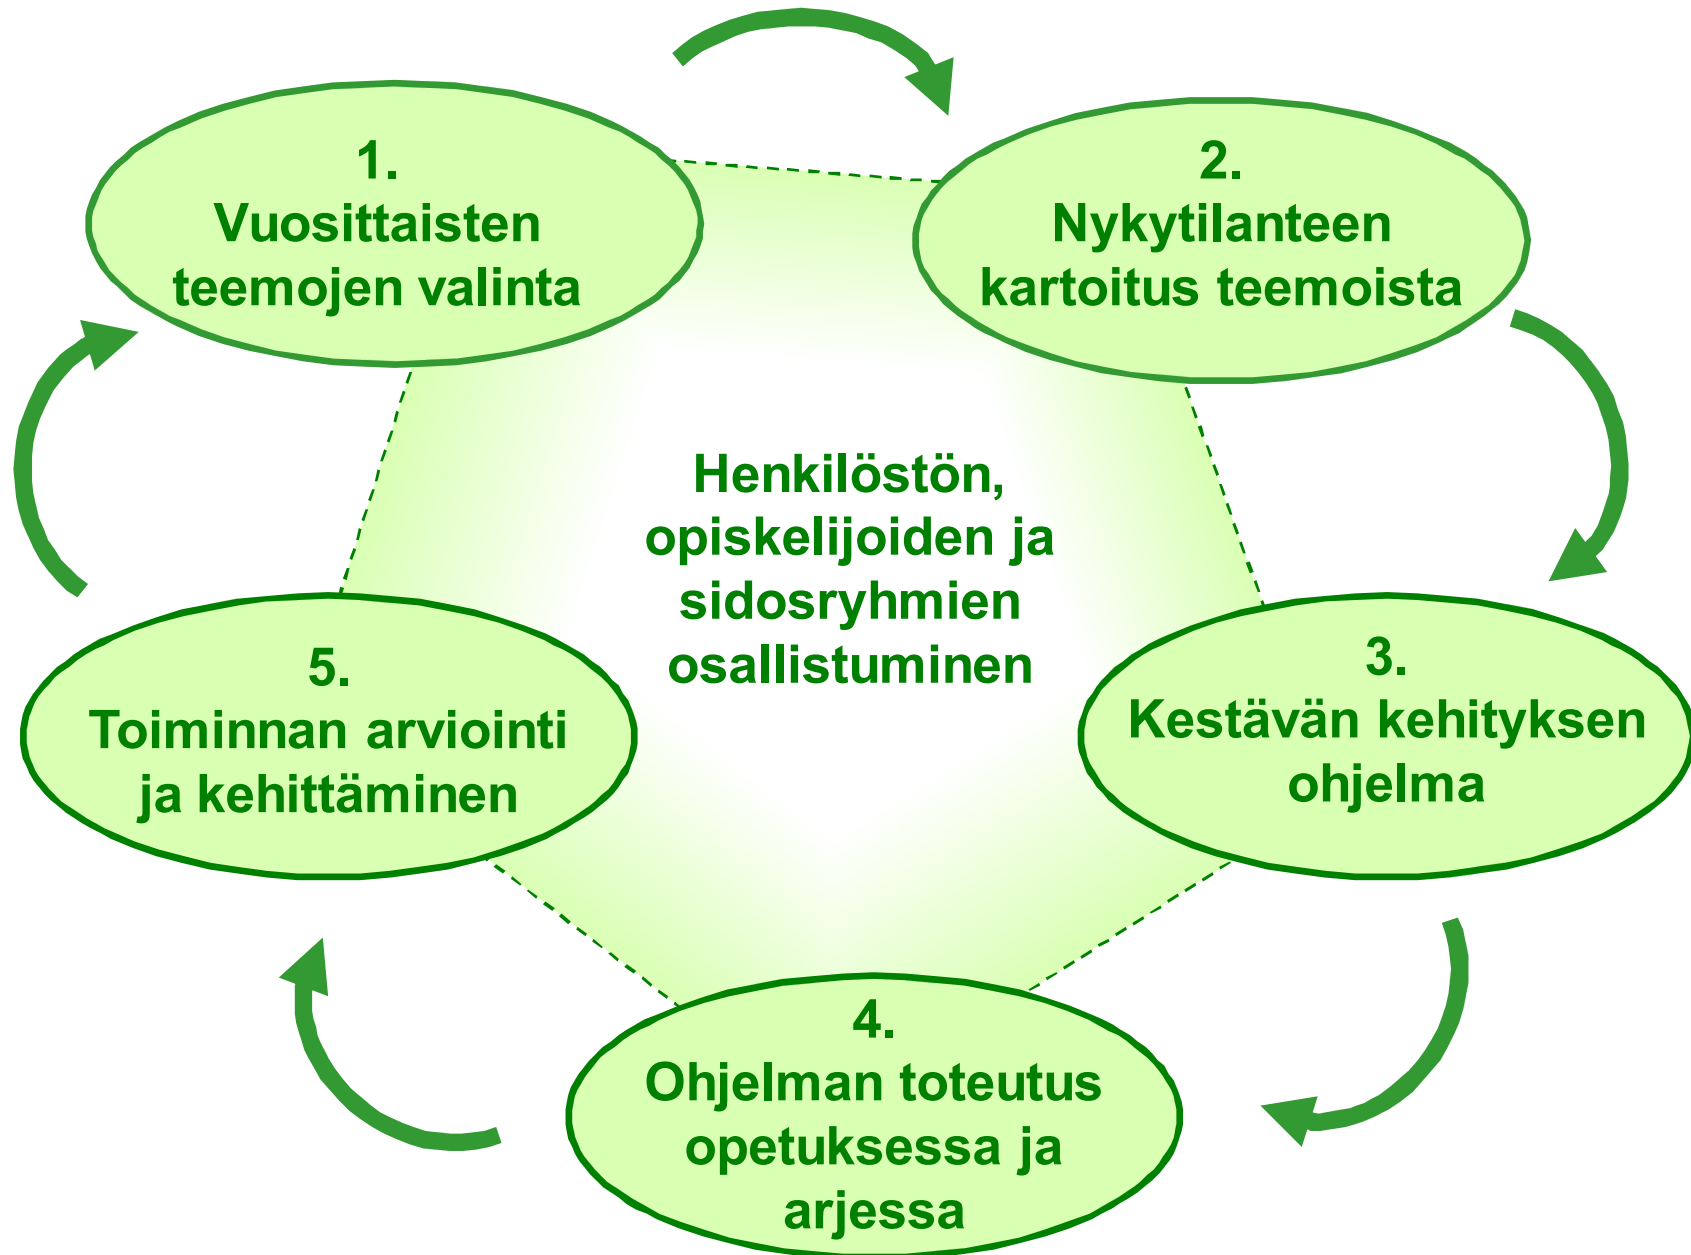 1.
Vuosittaisten
teemojen valinta
2.
Nykytilanteen
kartoitus teemoista
Henkilöstön,
opiskelijoiden ja
sidosryhmien
osallistuminen
3.
Kestävän kehityksen
ohjelma
4.
Ohjelman toteutus
opetuksessa ja
arjessa
5.
Toiminnan arviointi
ja kehittäminen